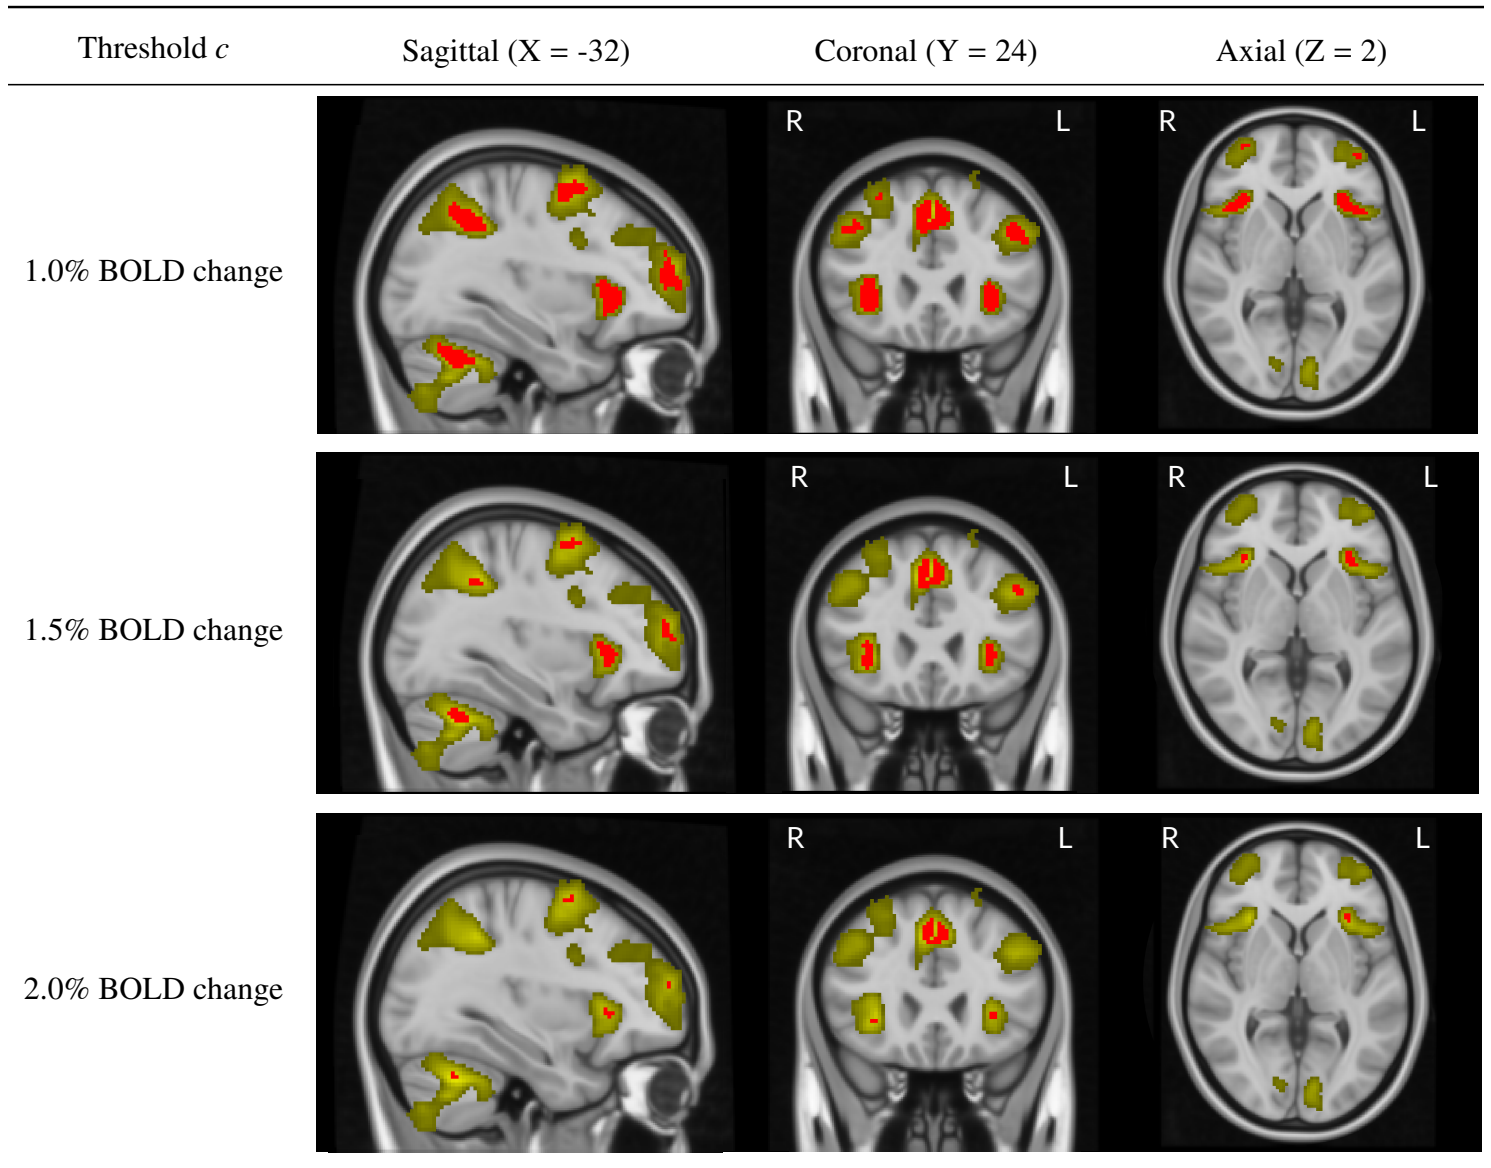 Threshold c Sagittal (X = -32) Coronal (Y = 24) Axial (Z = 2)
R L R L
1.0% BOLD change
R L R L
1.5% BOLD change
R L R L
2.0% BOLD change